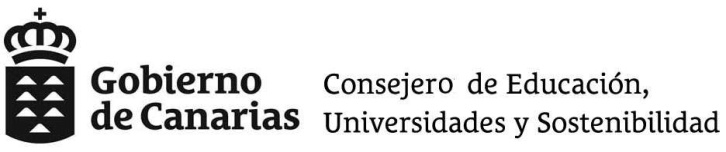 Gobierno
de Canarias
Consejero de Educación,
Universidades y Sostenibilidad